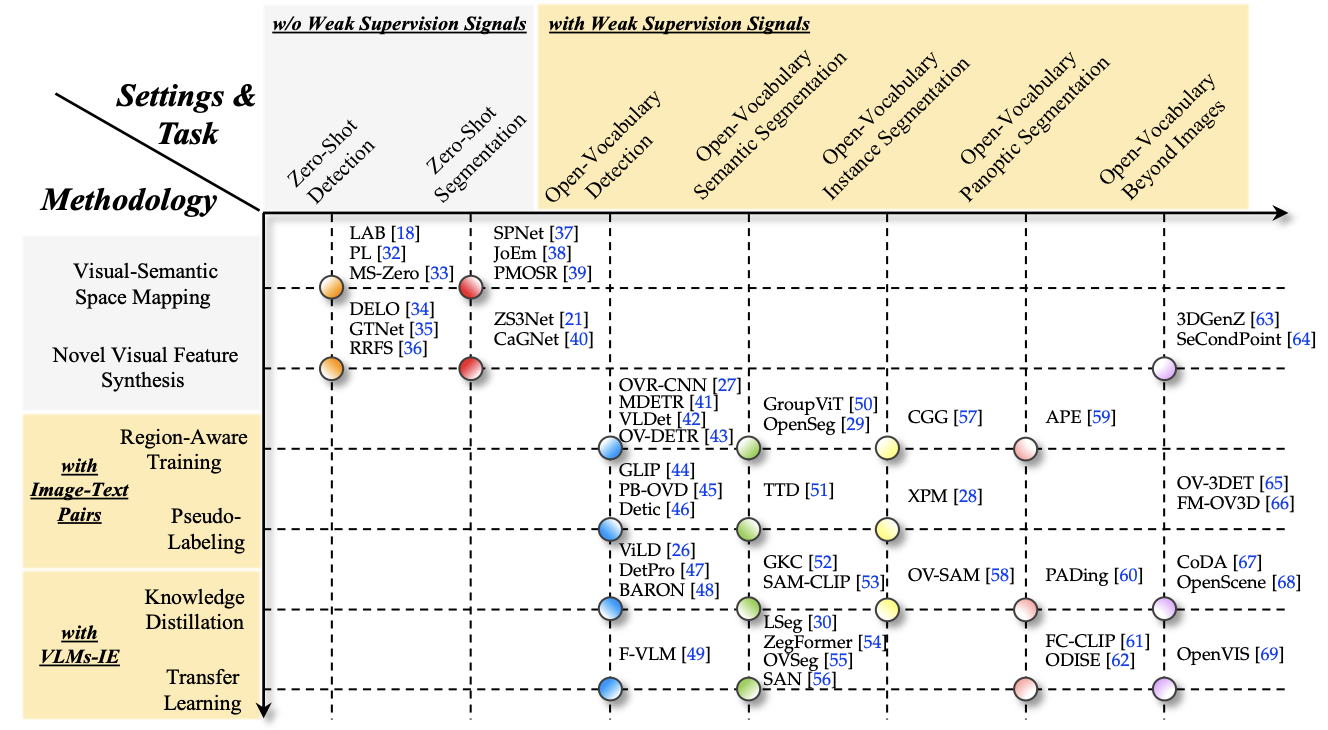 w/o Weak Supervision Signals
with Weak Supervision Signals
Settings &
Task
Methodology
Zero-Shot
Detection
Zero-Shot
Segmentation
Open-Vocabulary
Detection
Open-Vocabulary
Semantic Segmentation
Open-Vocabulary
Instance Segmentation
Open-Vocabulary
Panoptic Segmentation
Open-Vocabulary
Beyond Images
Visual-Semantic
Space Mapping
LAB [18]
PL [32]
MS-Zero [33]
SPNet [37]
JoEm [38]
PMOSR [39]
Novel Visual Feature
Synthesis
DELO [34]
GTNet [35]
RRFS [36]
ZS3Net [21]
CaGNet [40]
3DGenZ [63]
SeCondPoint [64]
with
Image-Text
Pairs
Region-Aware
Training
OVR-CNN [27]
MDETR [41]
VLDet [42]
OV-DETR [43]
GroupViT [50]
OpenSeg [29]
CGG [57]
APE [59]
Pseudo-
Labeling
GLIP [44]
PB-OVD [45]
Detic [46]
TTD [51]
XPM [28]
OV-3DET [65]
FM-OV3D [66]
with
VLMs-IE
Knowledge
Distillation
ViLD [26]
DetPro [47]
BARON [48]
GKC [52]
SAM-CLIP [53]
OV-SAM [58]
PADing [60]
CoDA [67]
OpenScene [68]
Transfer
Learning
F-VLM [49]
LSeg [30]
ZegFormer [54]
OVSeg [55]
SAN [56]
FC-CLIP [61]
ODISE [62]
OpenVIS [69]